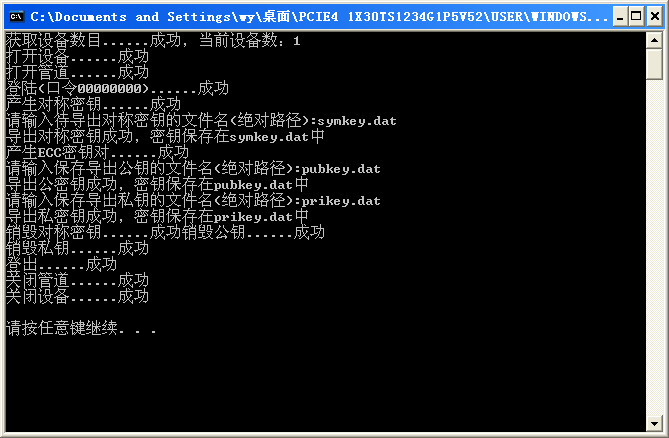 C:\Documents and Settings\wy\桌面\PCIE4 1X30TS1234G1P5V52\USER\WINDOWS...
获取设备数目......成功，当前设备数：1
打开设备......成功
打开管道......成功
登陆(口令00000000)......成功
产生对称密钥......成功
请输入待导出对称密钥的文件名(绝对路径):symkey.dat
导出对称密钥成功，密钥保存在symkey.dat中
产生ECC密钥对......成功
请输入保存导出公钥的文件名(绝对路径):pubkey.dat
导出公密钥成功，密钥保存在pubkey.dat中
请输入保存导出私钥的文件名(绝对路径):prikey.dat
导出私密钥成功，密钥保存在prikey.dat中
销毁对称密钥......成功销毁公钥......成功
销毁私钥......成功
登出......成功
关闭管道......成功
关闭设备......成功
请按任意键继续. . .